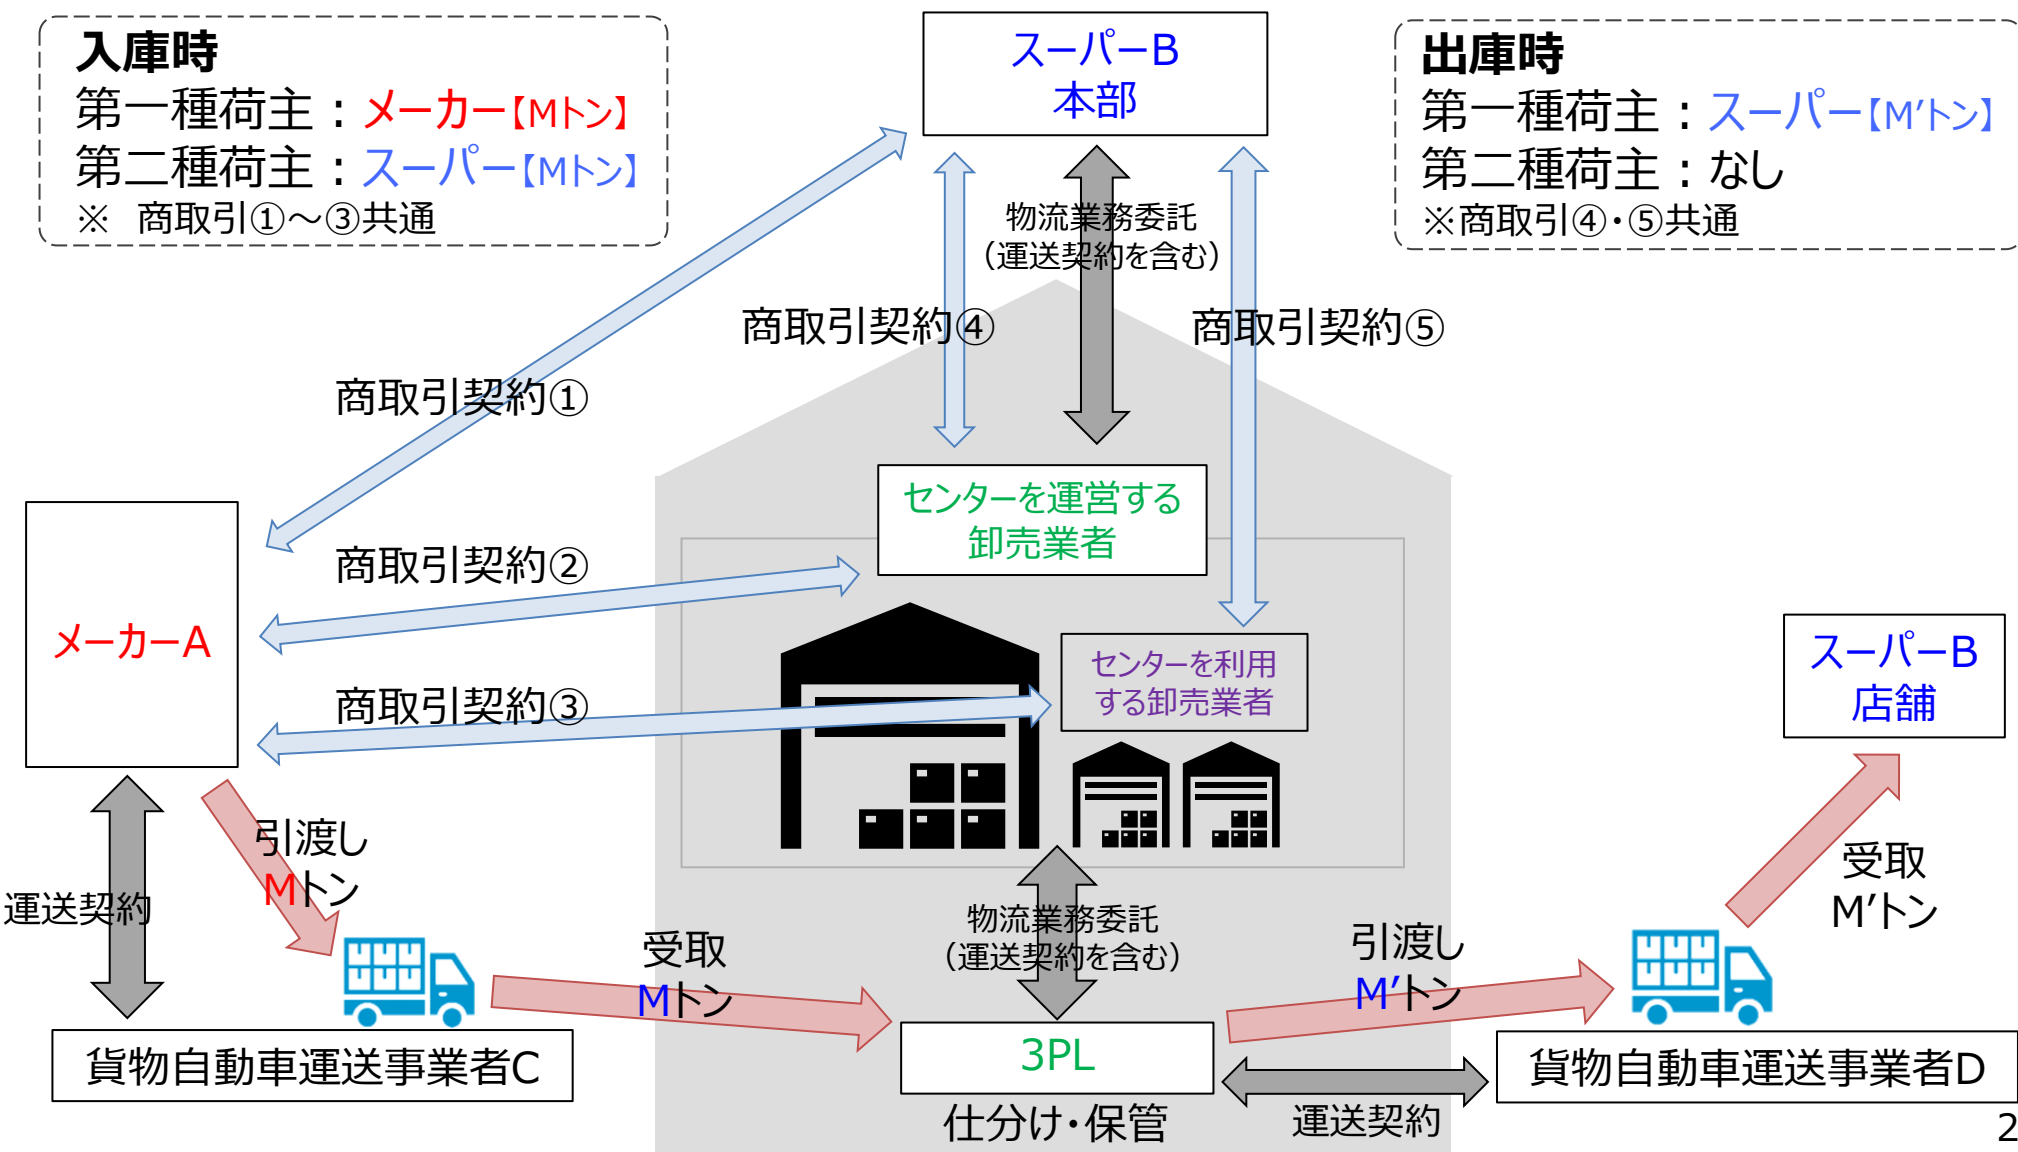 入庫時
第一種荷主：メーカー【Mトン】
第二種荷主：スーパー【Mトン】
※　商取引①～③共通
スーパーB
本部
出庫時
第一種荷主：スーパー【M’トン】
第二種荷主：なし
※商取引④・⑤共通
物流業務委託
（運送契約を含む）
商取引契約④
商取引契約⑤
商取引契約①
センターを運営する
卸売業者
商取引契約②
メーカーA
センターを利用
する卸売業者
スーパーB
店舗
商取引契約③
引渡し
Mトン
運送契約
受取
M’トン
物流業務委託
（運送契約を含む）
受取
Mトン
引渡し
M’トン
貨物自動車運送事業者C
3PL
貨物自動車運送事業者D
仕分け・保管
運送契約
2